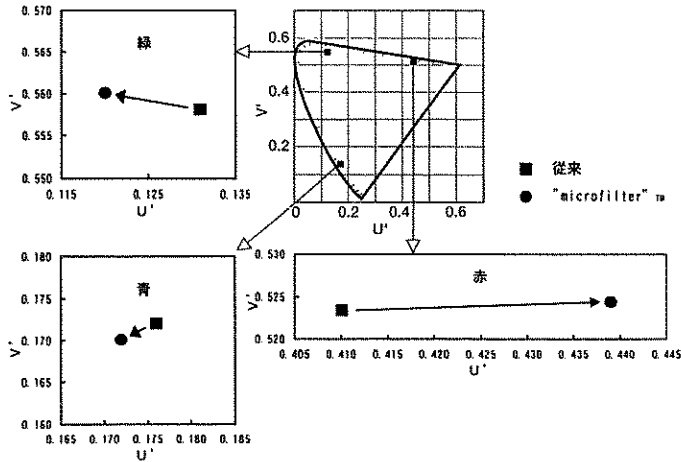 緑
V'
0.570
0.565
0.560
0.555
0.550
0.115
0.125
0.135
U'
V'
0.6
0.5
0.2
0
0.2
0.4
0.6
U'
■ 従来
● "microfilter" TM
青
V'
0.180
0.175
0.170
0.165
0.160
0.165
0.170
0.175
0.180
0.185
U'
赤
V'
0.530
0.525
0.520
0.405
0.410
0.415
0.420
0.425
0.430
0.435
0.440
0.445
U'